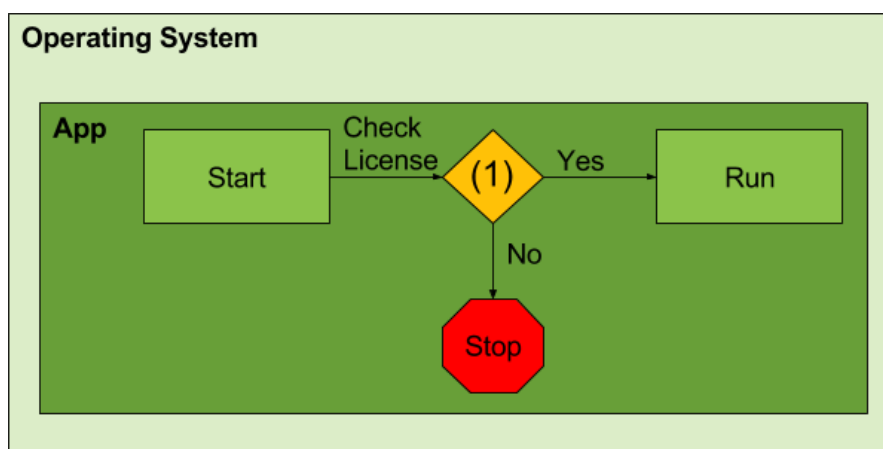 Operating System
App
Start
Check
License
(1)
Yes
Run
No
Stop